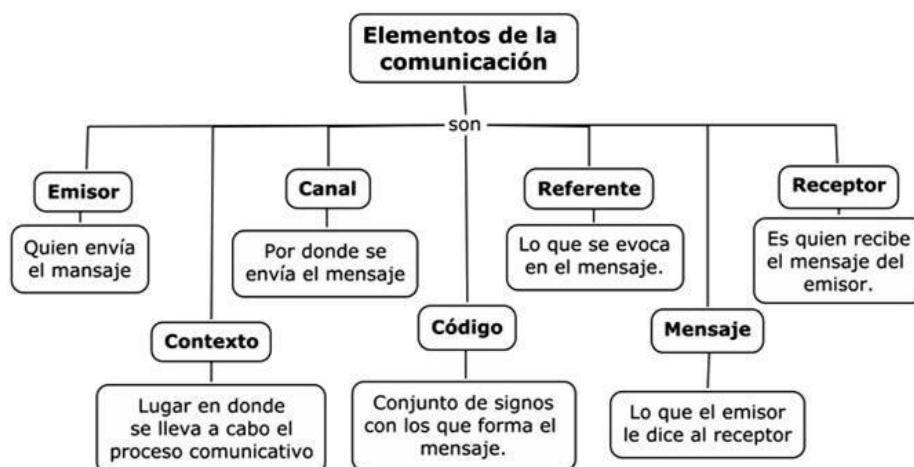 Elementos de la
comunicación
son
Emisor
Quien envía
el mansaje
Contexto
Lugar en donde
se lleva a cabo el
proceso comunicativo
Canal
Por donde se
envía el mensaje
Código
Conjunto de signos
con los que forma el
mensaje.
Referente
Lo que se evoca
en el mensaje.
Mensaje
Lo que el emisor
le dice al receptor
Receptor
Es quien recibe
el mensaje del
emisor.